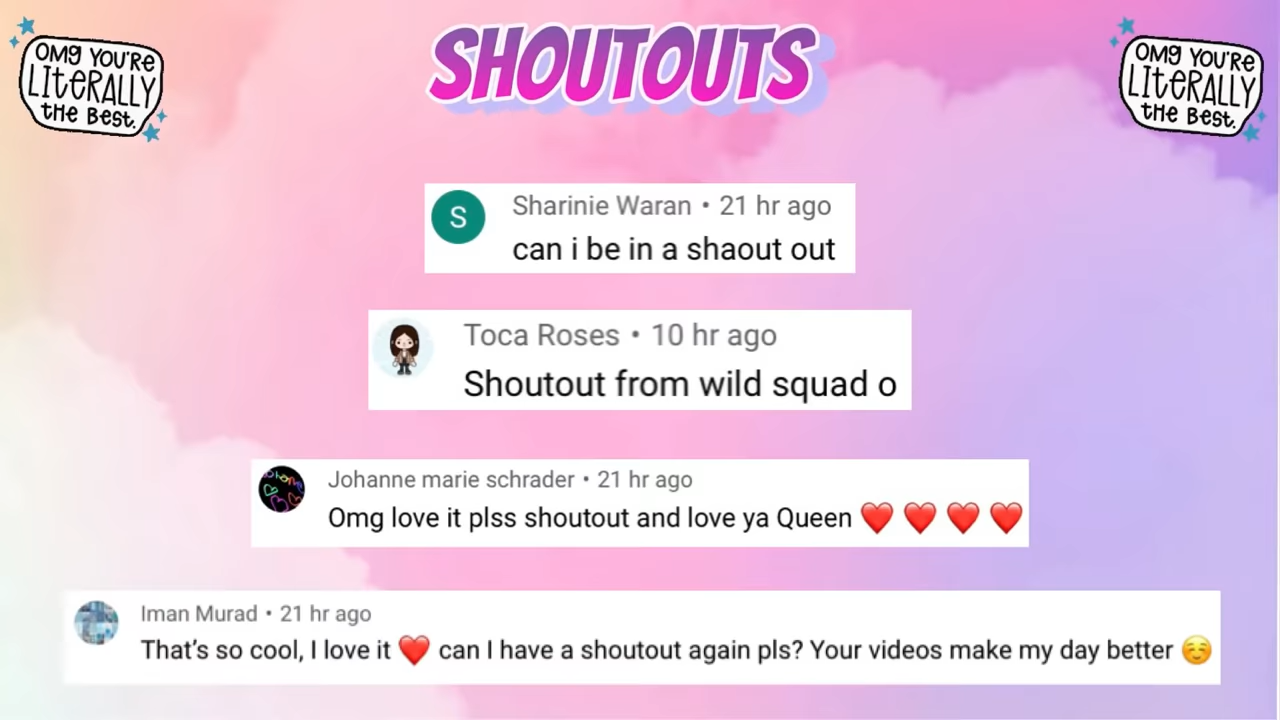 OMG YOU'RE
LITERALLY
THE BEST.
SHOUTOUTS
OMG YOU'RE
LITERALLY
THE BEST.
S
Sharinie Waran • 21 hr ago
can i be in a shaout out
Toca Roses • 10 hr ago
Shoutout from wild squad o
Johanne marie schrader • 21 hr ago
Omg love it plss shoutout and love ya Queen ❤️ ❤️ ❤️ ❤️
Iman Murad • 21 hr ago
That's so cool, I love it ❤️ can I have a shoutout again pls? Your videos make my day better ☺️